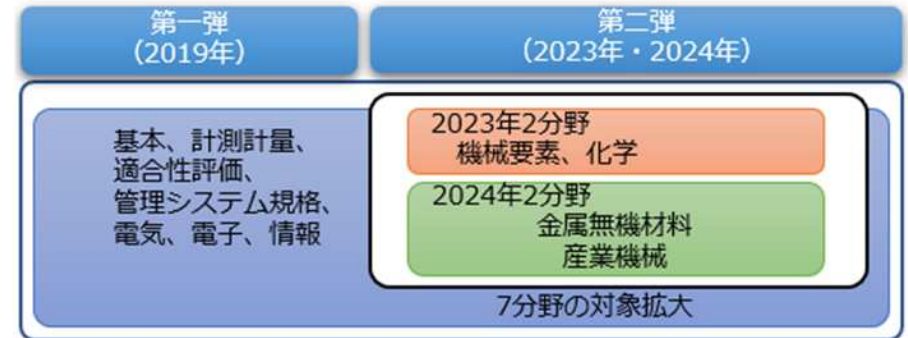 第一弾
（2019年）
第二弾
（2023年・2024年）
基本、計測計量、
適合性評価、
管理システム規格、
電気、電子、情報
2023年2分野
機械要素、化学
2024年2分野
金属無機材料
産業機械
7分野の対象拡大